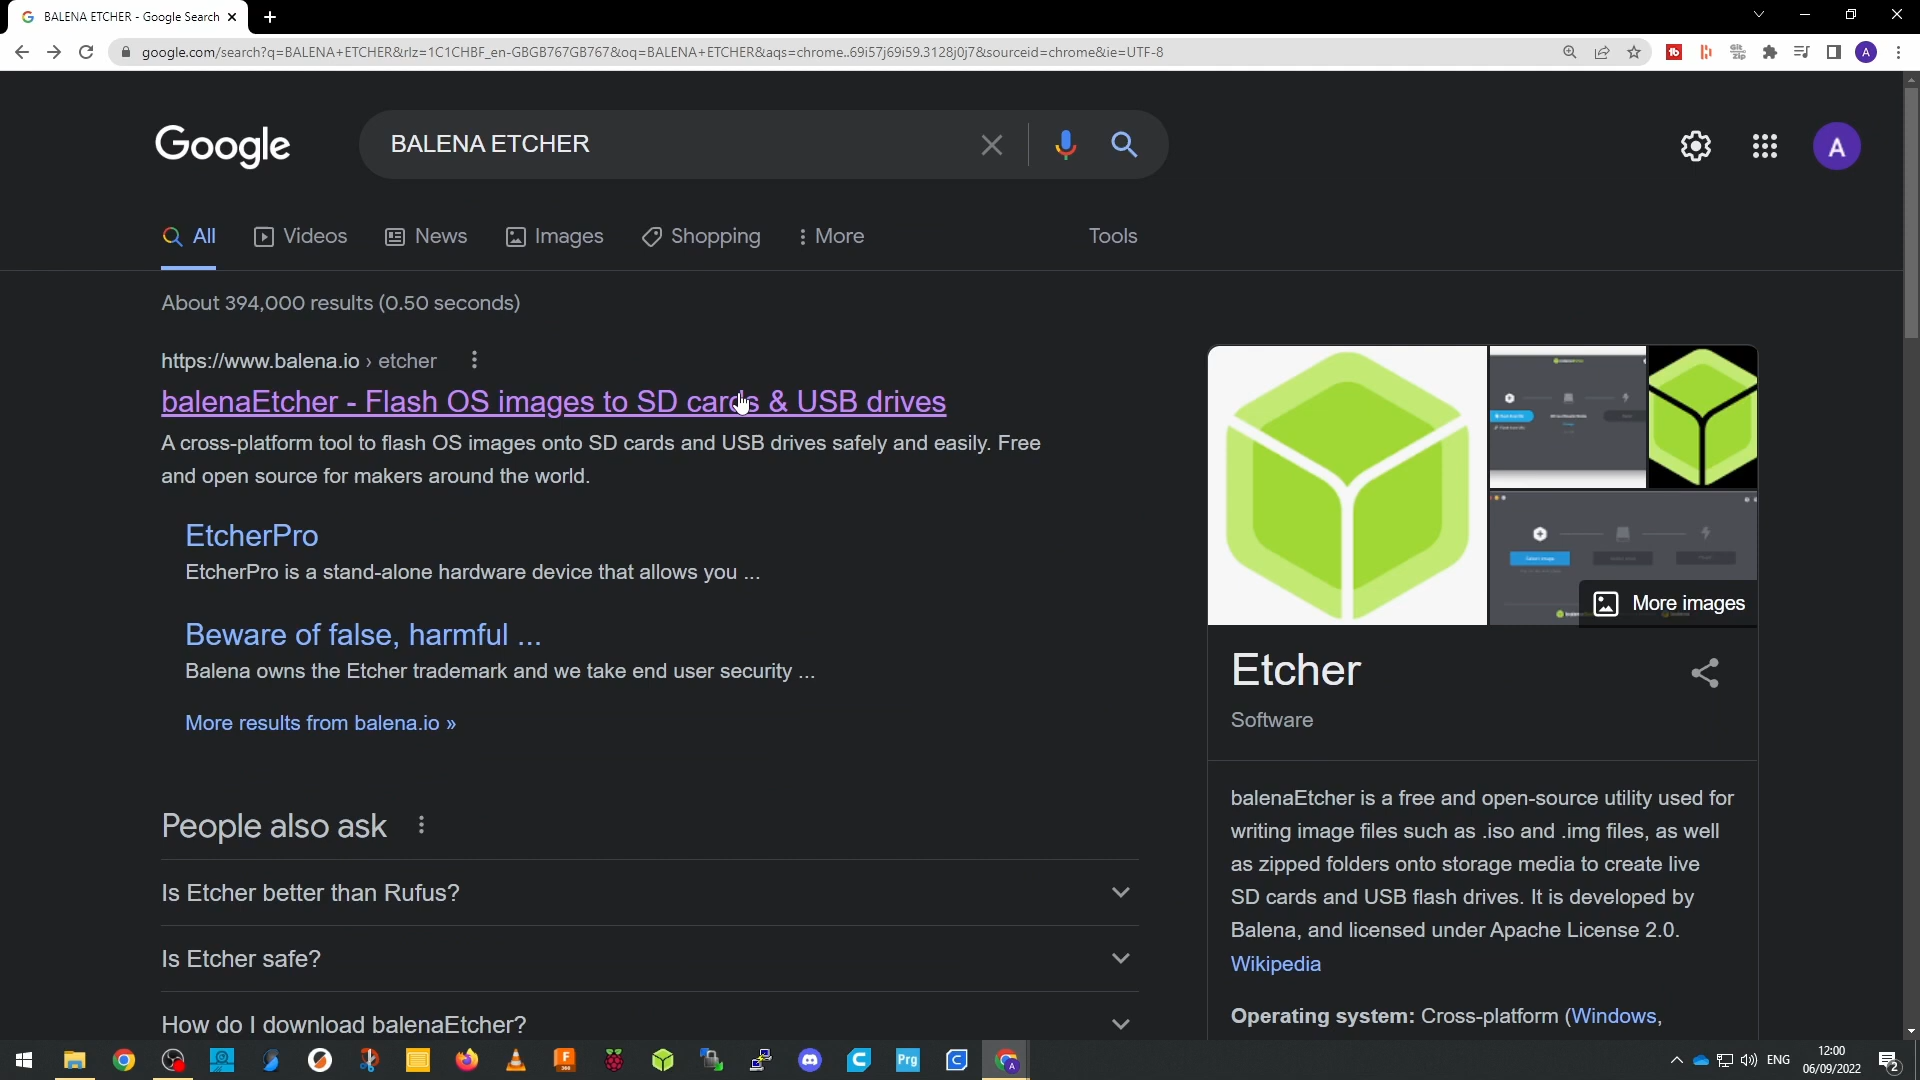 BALENA ETCHER - Google Search
google.com/search?q=BALENA+ETCHER&rlz=1C1CHBF_en-GBGB767GB767&oq=BALENA+ETCHER&aqs=chrome..69i57j69i59.3128j0j7&sourceid=chrome&ie=UTF-8
Google
BALENA ETCHER
A
All
Videos
News
Images
Shopping
More
Tools
About 394,000 results (0.50 seconds)
https://www.balena.io › etcher
balenaEtcher - Flash OS images to SD cards & USB drives
A cross-platform tool to flash OS images onto SD cards and USB drives safely and easily. Free
and open source for makers around the world.
EtcherPro
EtcherPro is a stand-alone hardware device that allows you ...
Beware of false, harmful ...
Balena owns the Etcher trademark and we take end user security ...
More results from balena.io »
People also ask
Is Etcher better than Rufus?
Is Etcher safe?
How do I download balenaEtcher?
More images
Etcher
Software
balenaEtcher is a free and open-source utility used for
writing image files such as .iso and .img files, as well
as zipped folders onto storage media to create live
SD cards and USB flash drives. It is developed by
Balena, and licensed under Apache License 2.0.
Wikipedia
Operating system: Cross-platform (Windows,
Prg
ENG
12:00
06/09/2022
2